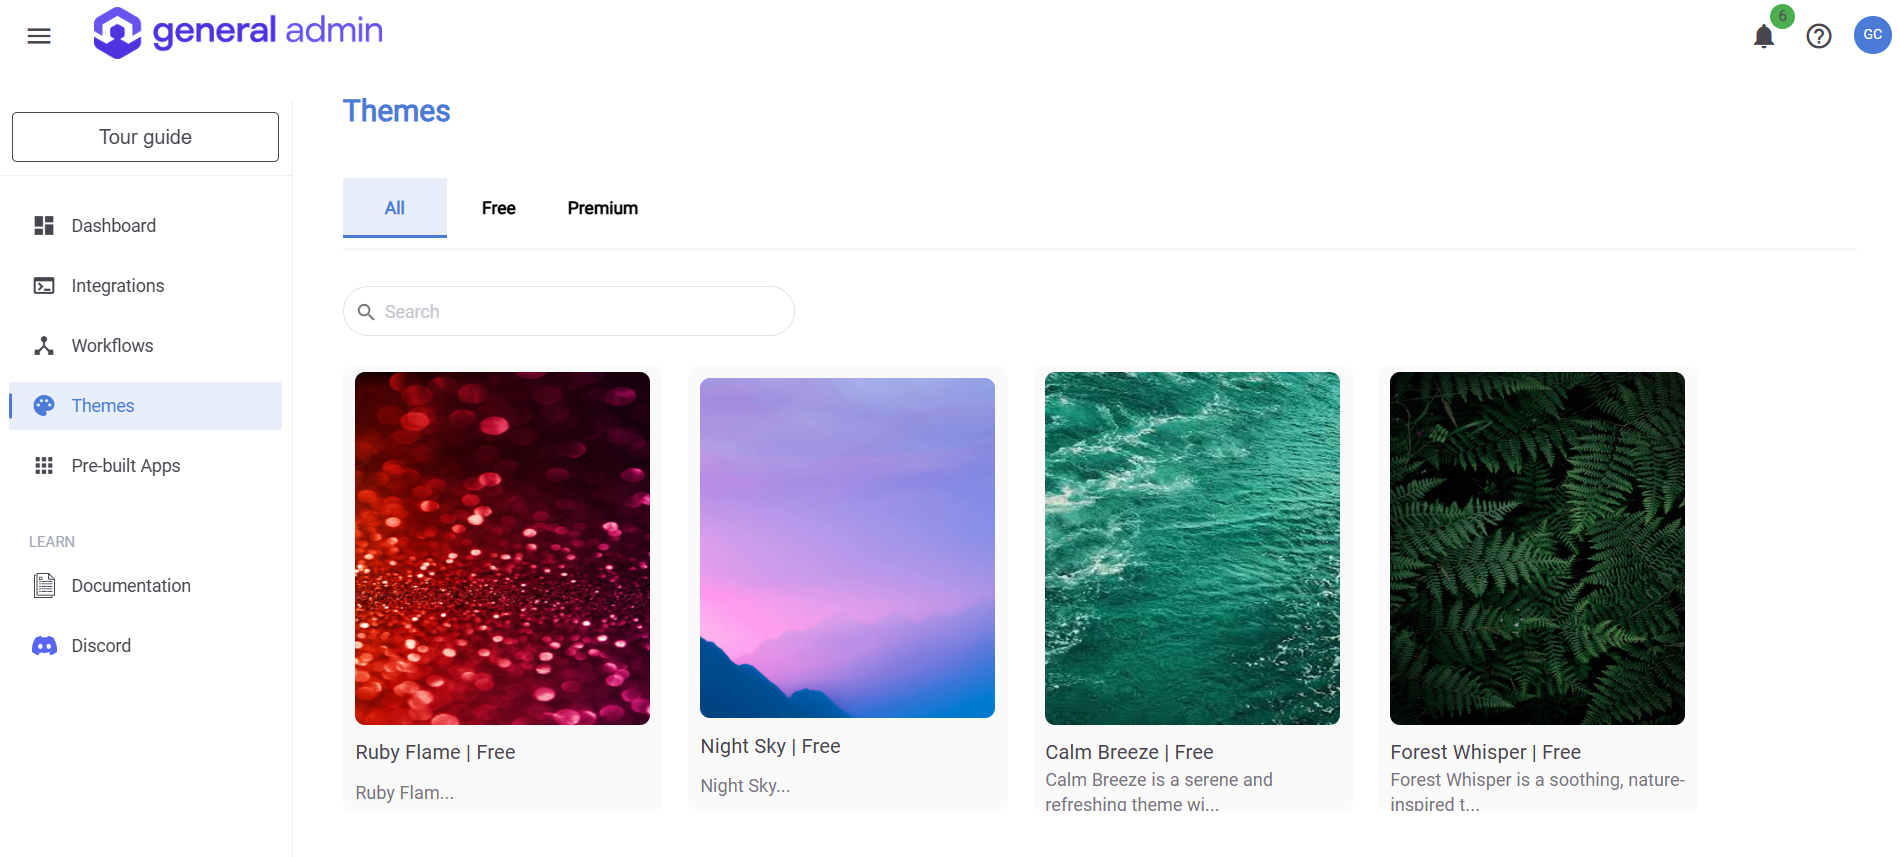 general admin
6
GC
Tour guide
Dashboard
Integrations
Workflows
Themes
Pre-built Apps
LEARN
Documentation
Discord
Themes
All
Free
Premium
Search
Ruby Flame | Free
Ruby Flam...
Night Sky | Free
Night Sky...
Calm Breeze | Free
Calm Breeze is a serene and
refreshing theme wi...
Forest Whisper | Free
Forest Whisper is a soothing, nature-
inspired t...